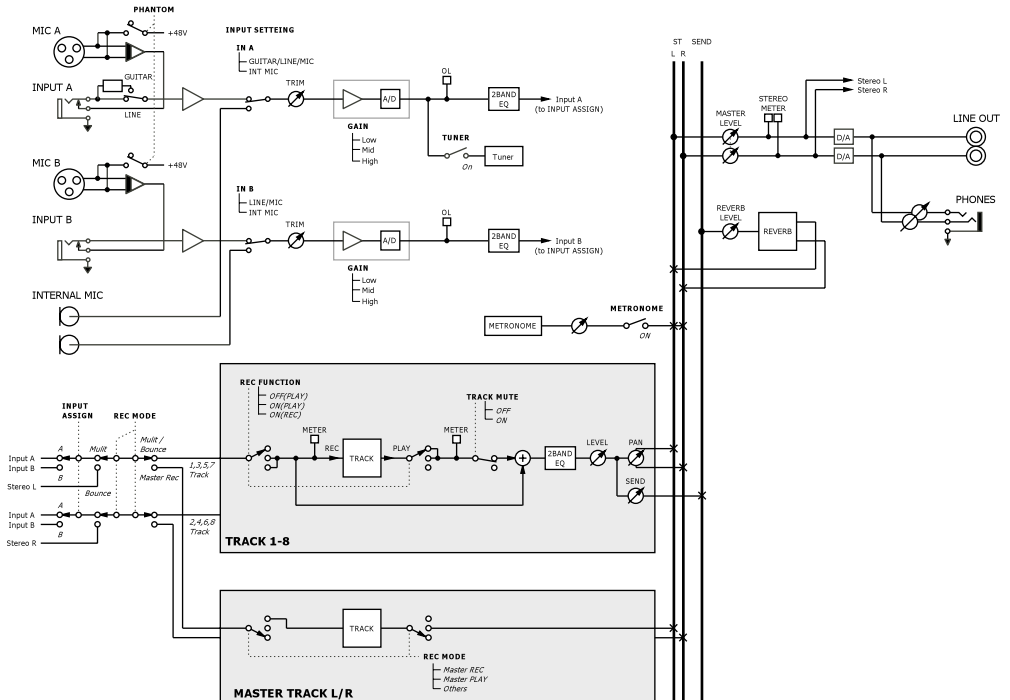 PHANTOM
MIC A
+48V
INPUT SETTEING
IN A
GUITAR/LINE/MIC
INT MIC
ST SEND
L R
INPUT A
GUITAR
LINE
TRIM
A/D
GAIN
Low
Mid
High
OL
2BAND
EQ
Input A
(to INPUT ASSIGN)
TUNER
On
Tuner
Stereo L
Stereo R
STEREO
METER
MASTER
LEVEL
D/A
D/A
LINE OUT
MIC B
+48V
IN B
LINE/MIC
INT MIC
INPUT B
TRIM
A/D
GAIN
Low
Mid
High
OL
2BAND
EQ
Input B
(to INPUT ASSIGN)
REVERB
LEVEL
REVERB
PHONES
INTERNAL MIC
METRONOME
METRONOME
ON
INPUT
ASSIGN
REC MODE
REC FUNCTION
OFF(PLAY)
ON(PLAY)
ON(REC)
TRACK MUTE
OFF
ON
A
Mulit
Mulit /
Bounce
Input A
Input B
B
Stereo L
Bounce
Master Rec
1,3,5,7
Track
METER
REC
TRACK
PLAY
METER
2BAND
EQ
LEVEL
PAN
SEND
A
Input A
Input B
B
Stereo R
2,4,6,8
Track
TRACK 1-8
TRACK
REC MODE
Master REC
Master PLAY
Others
MASTER TRACK L/R